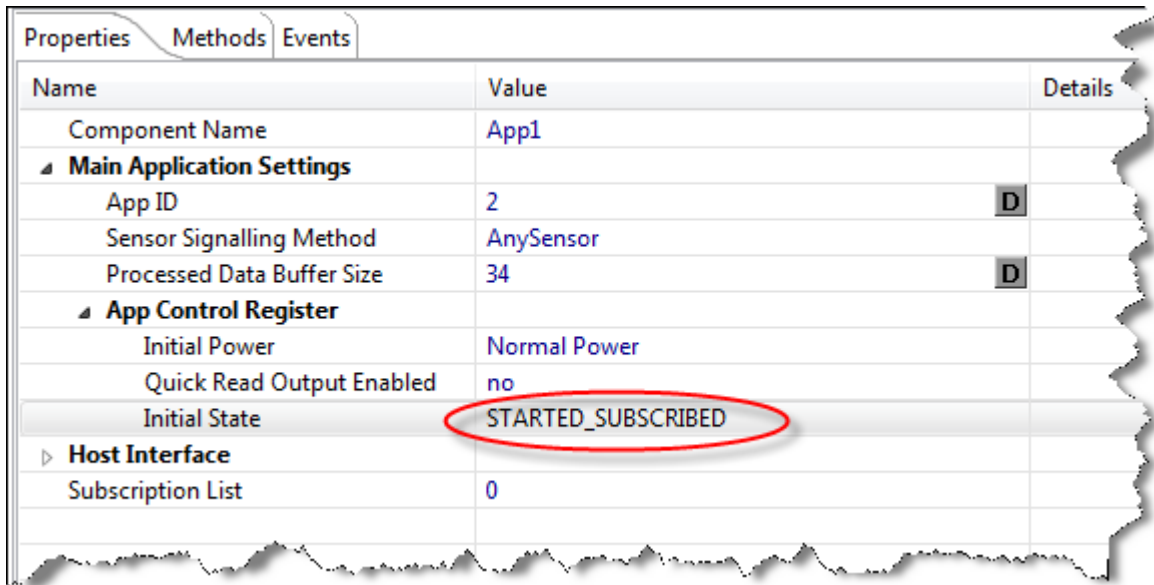 Properties Methods Events
Name Value Details
Component Name App1
Main Application Settings
App ID 2 D
Sensor Signalling Method AnySensor
Processed Data Buffer Size 34 D
App Control Register
Initial Power Normal Power
Quick Read Output Enabled no
Initial State STARTED_SUBSCRIBED
Host Interface
Subscription List 0